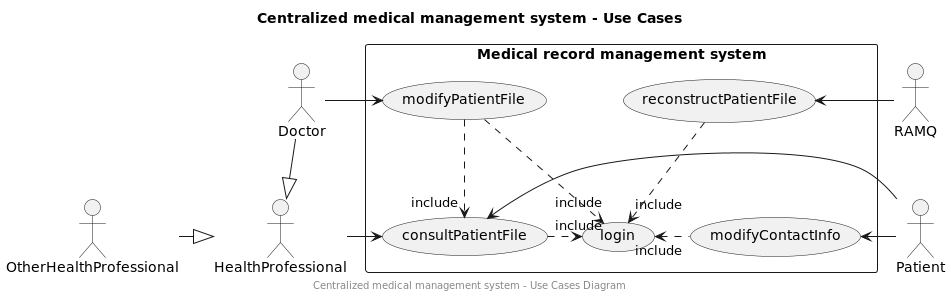 Centralized medical management system - Use Cases
Medical record management system
modifyPatientFile
reconstructPatientFile
Doctor
RAMQ
include
include
include
include
include
consultPatientFile
login
modifyContactInfo
OtherHealthProfessional
HealthProfessional
Patient
Centralized medical management system - Use Cases Diagram